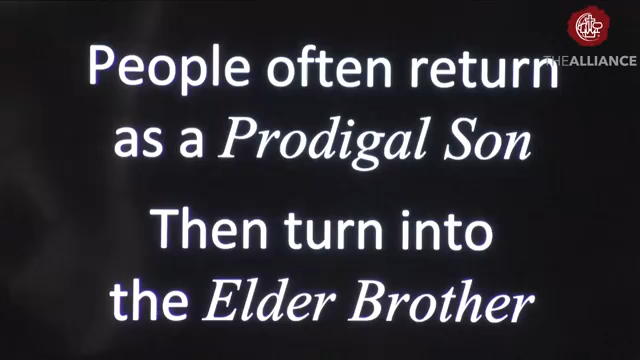 THEALLIANCE
People often return
as a Prodigal Son
Then turn into
the Elder Brother